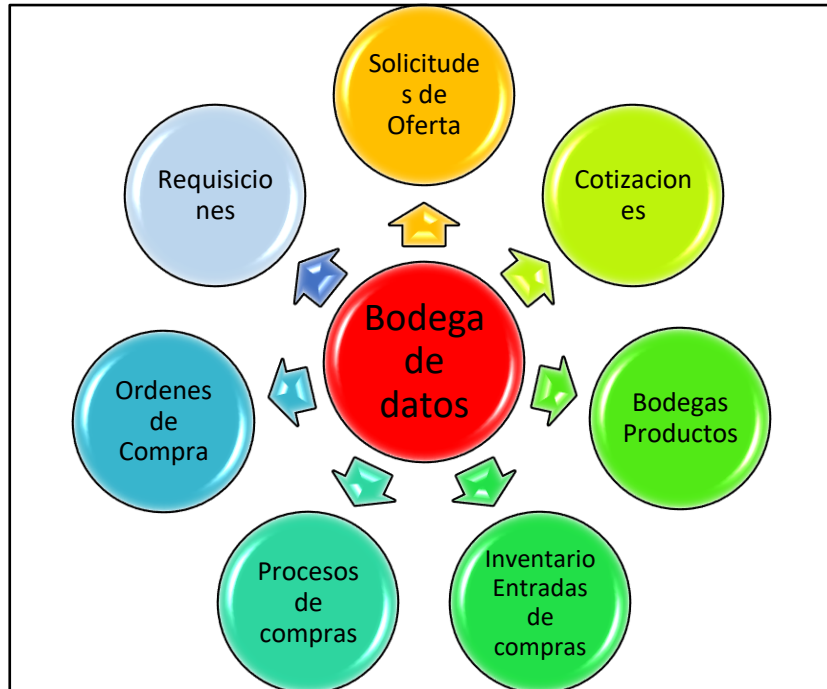 Solicitude
s de
Oferta
Requisicio
nes
Cotizacion
es
Bodega
de
datos
Ordenes
de
Compra
Bodegas
Productos
Procesos
de
compras
Inventario
Entradas
de
compras